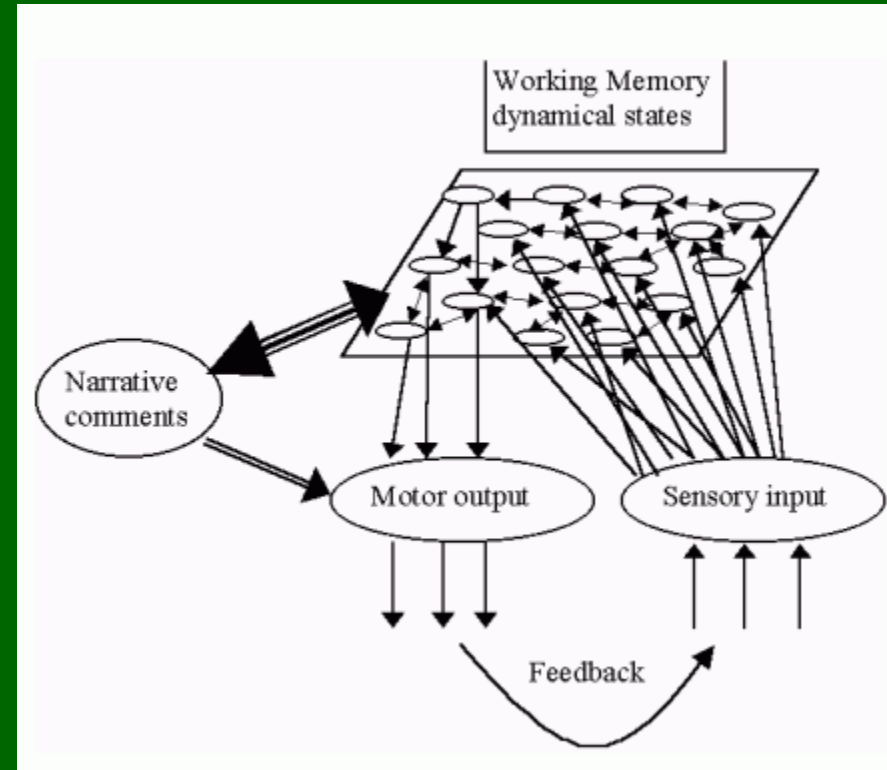 Working Memory
dynamical states
Narrative
comments
Motor output
Sensory input
Feedback